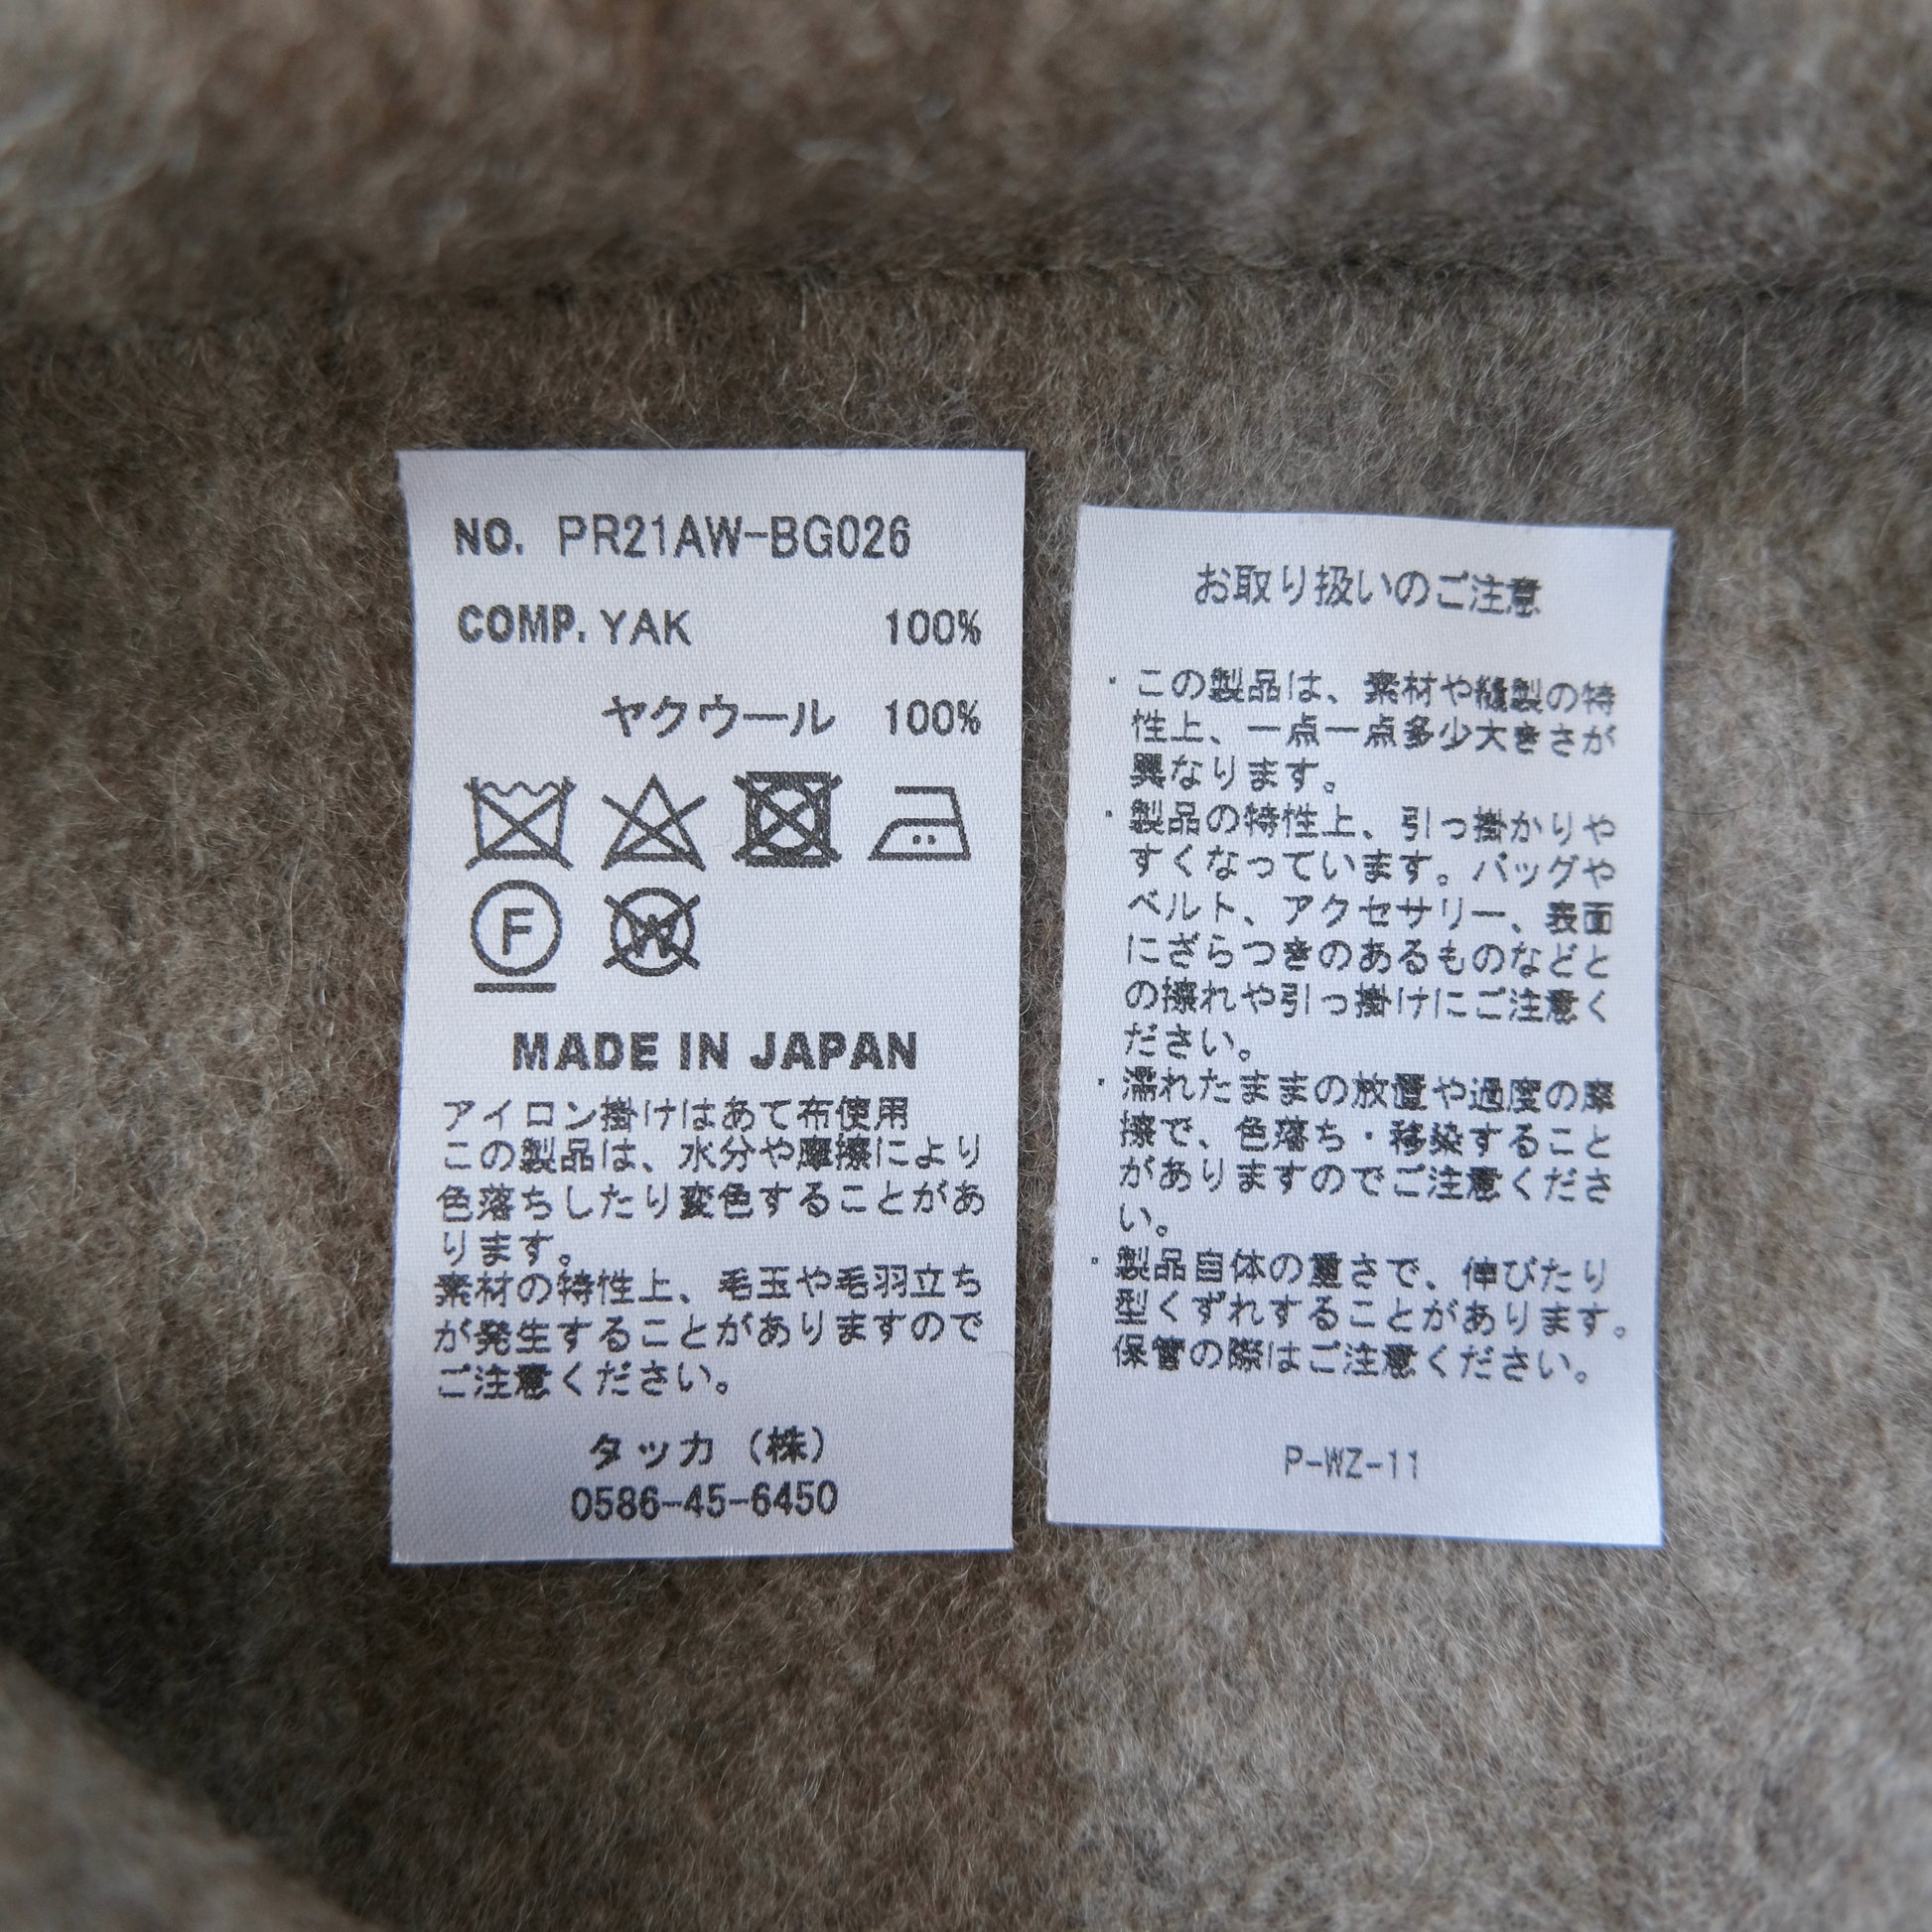 NO. PR21AW-BG026
COMP. YAK 100%
ヤクウール 100%
F
W
MADE IN JAPAN
アイロン掛けはあて布使用
この製品は、水分や摩擦により
色落ちしたり変色することがあ
ります。
素材の特性上、毛玉や毛羽立ち
が発生することがありますので
ご注意ください。
タッカ（株）
0586-45-6450
お取り扱いのご注意
・この製品は、素材や縫製の特
性上、一点一点多少大きさが
異なります。
・製品の特性上、引っ掛かりや
すくなっています。バッグや
ベルト、アクセサリー、表面
にざらつきのあるものなどと
の擦れや引っ掛けにご注意く
ださい。
・濡れたままの放置や過度の摩
擦で、色落ち・移染すること
がありますのでご注意くださ
い。
・製品自体の重さで、伸びたり
型くずれすることがあります。
保管の際はご注意ください。
P-WZ-11